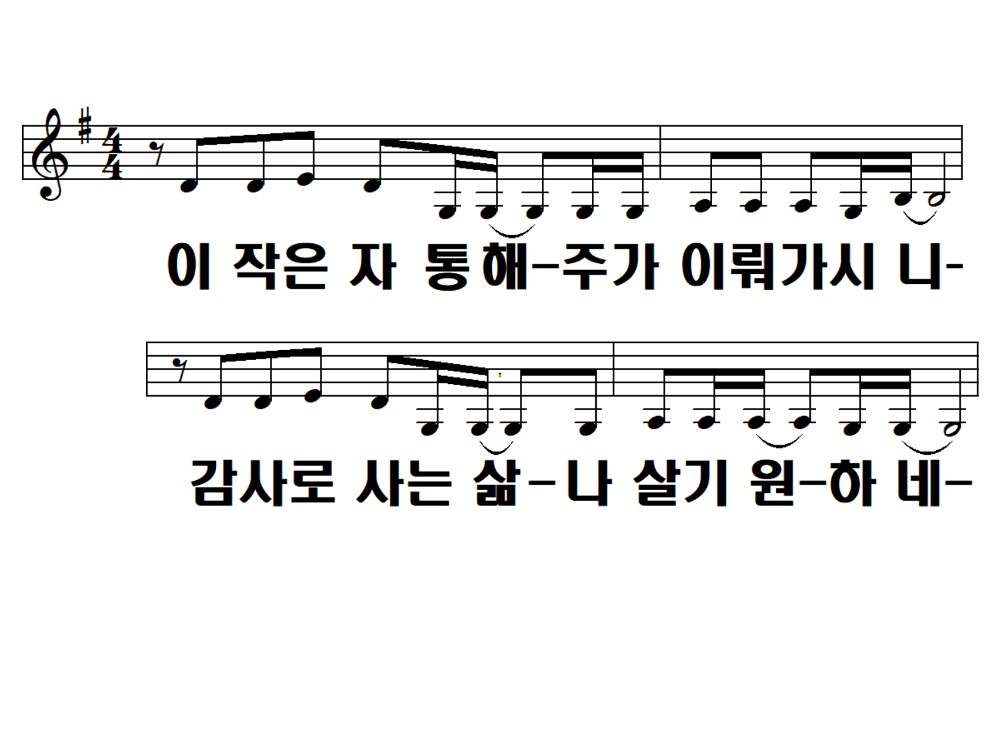 이 작은 자 통해-주가 이뤄가시 니-
감사로 사는 삶-나 살기 원-하 네-